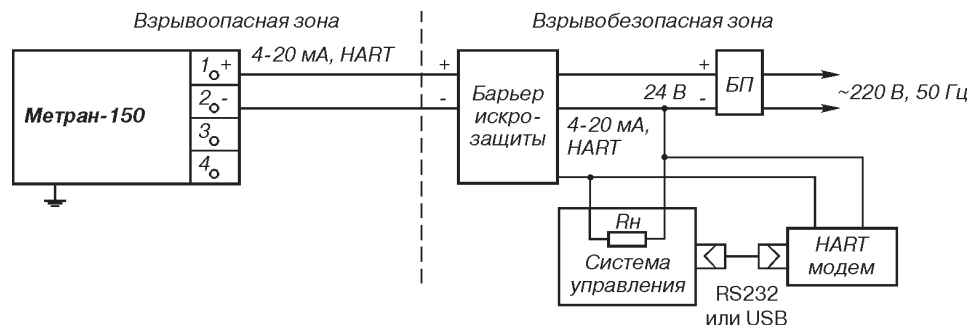 Взрывоопасная зона
Взрывобезопасная зона
Метран-150
1 +
2 -
3
4
4-20 мА, HART
+
-
Барьер
искро-
защиты
+
24 В -
БП
~220 В, 50 Гц
4-20 мА,
HART
Rн
Система
управления
HART
модем
RS232
или USB